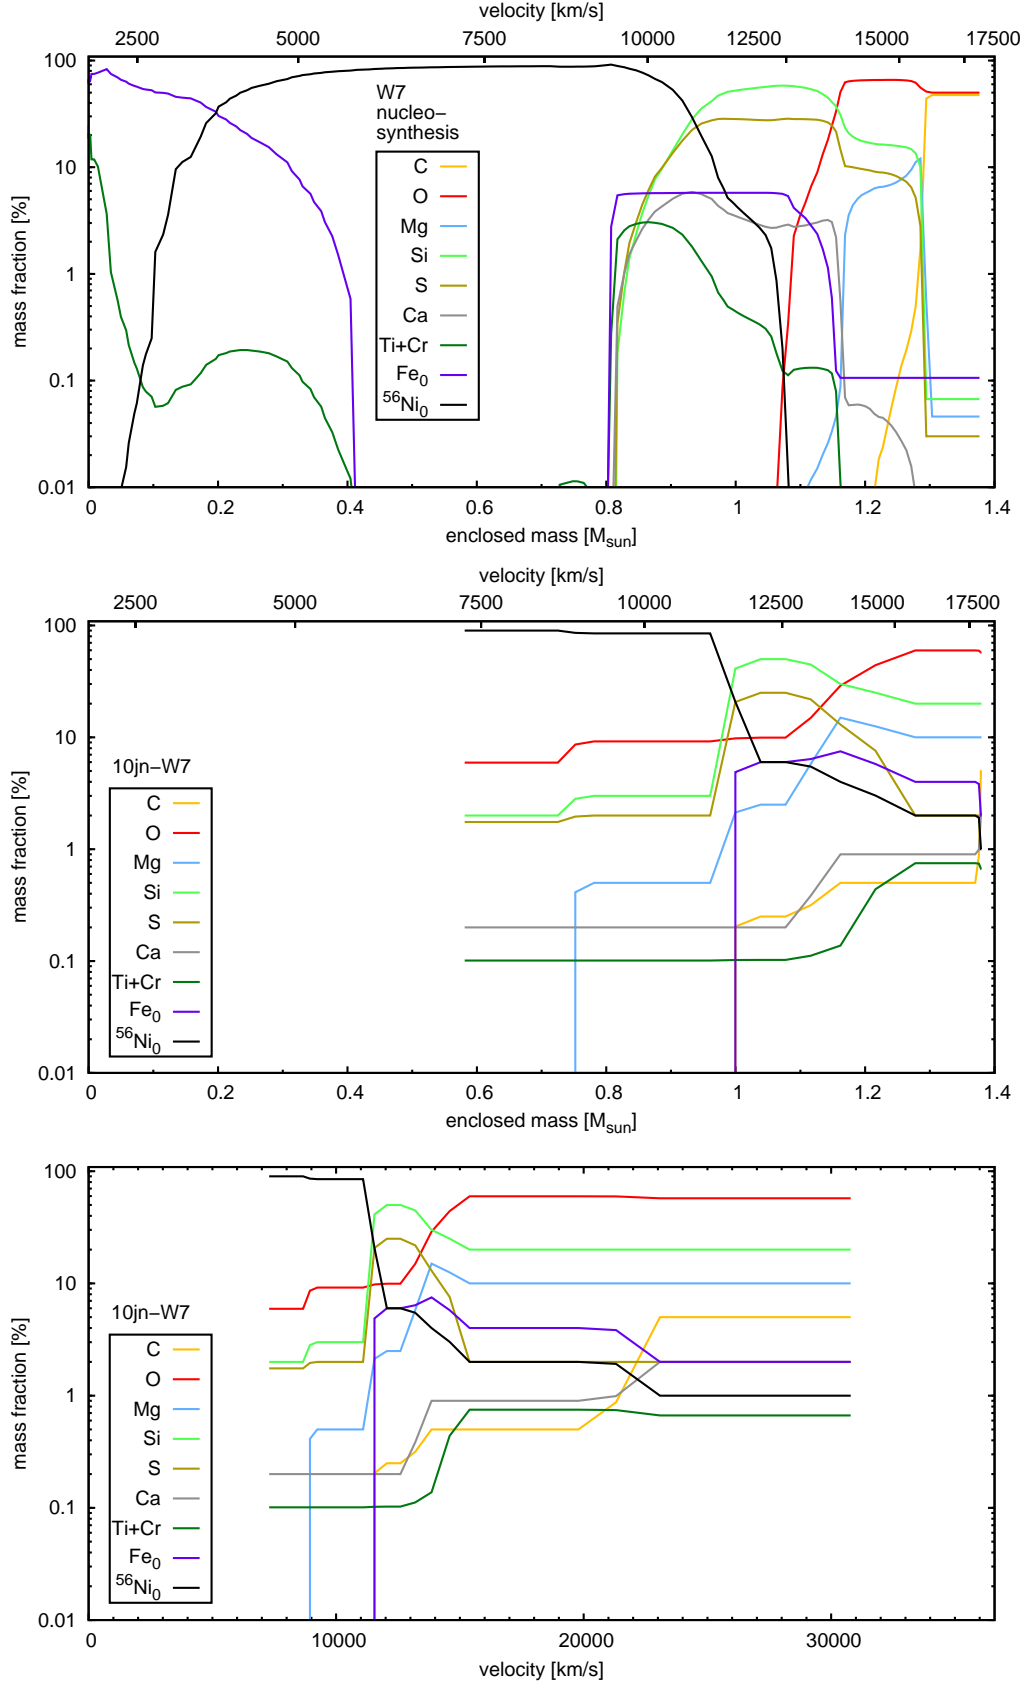 velocity [km/s]
2500 5000 7500 10000 12500 15000 17500
100
10
1
0.1
0.01
mass fraction [%]
W7
nucleo-
synthesis
C
O
Mg
Si
S
Ca
Ti+Cr
Fe0
56Ni0
0 0.2 0.4 0.6 0.8 1 1.2 1.4
enclosed mass [Msun]
velocity [km/s]
2500 5000 7500 10000 12500 15000 17500
100
10
1
0.1
0.01
mass fraction [%]
10jn-W7
C
O
Mg
Si
S
Ca
Ti+Cr
Fe0
56Ni0
0 0.2 0.4 0.6 0.8 1 1.2 1.4
enclosed mass [Msun]
100
10
1
0.1
0.01
mass fraction [%]
10jn-W7
C
O
Mg
Si
S
Ca
Ti+Cr
Fe0
56Ni0
0 10000 20000 30000
velocity [km/s]